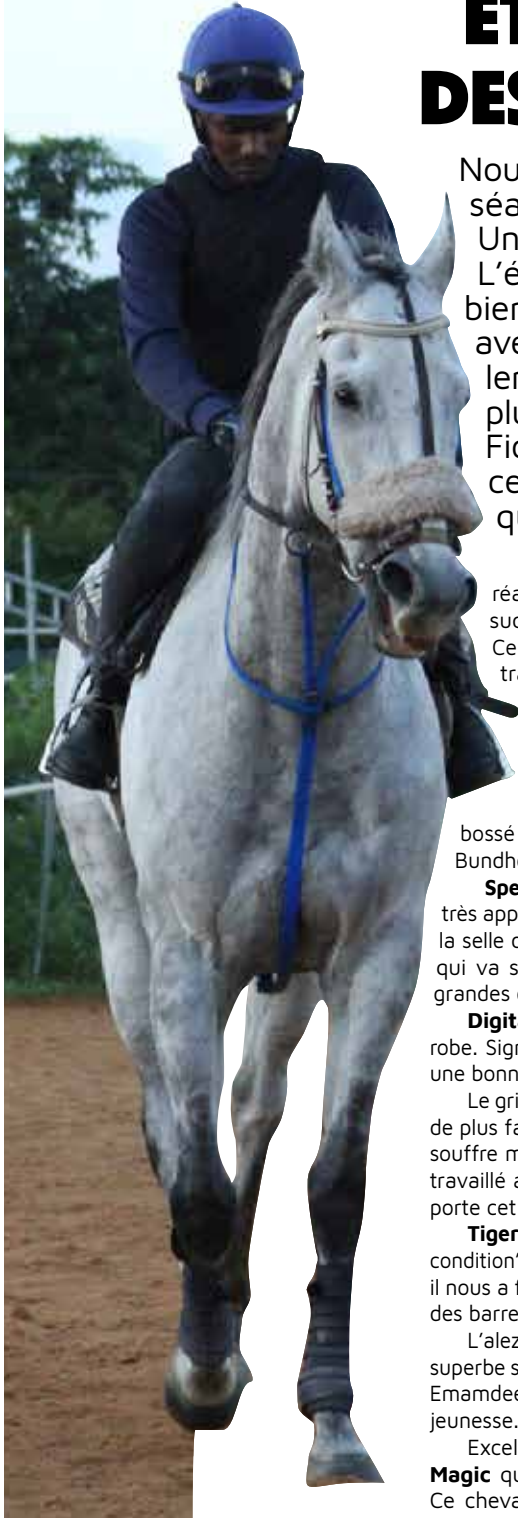 ET
DES
Nou
séa
Un
L'é
bien
ave
len
plu
Fic
ce
qu
réa
suc
Ce
tra
bossé
Bundh
Spe
très app
la selle d
qui va s
grandes
Digit
robe. Sign
une bonn
Le gri
de plus fa
souffre m
travaillé a
porte cet
Tiger
condition'
il nous a f
des barre
L'alez
superbe s
Emamdee
jeunesse.
Excel
Magic qu
Ce cheva